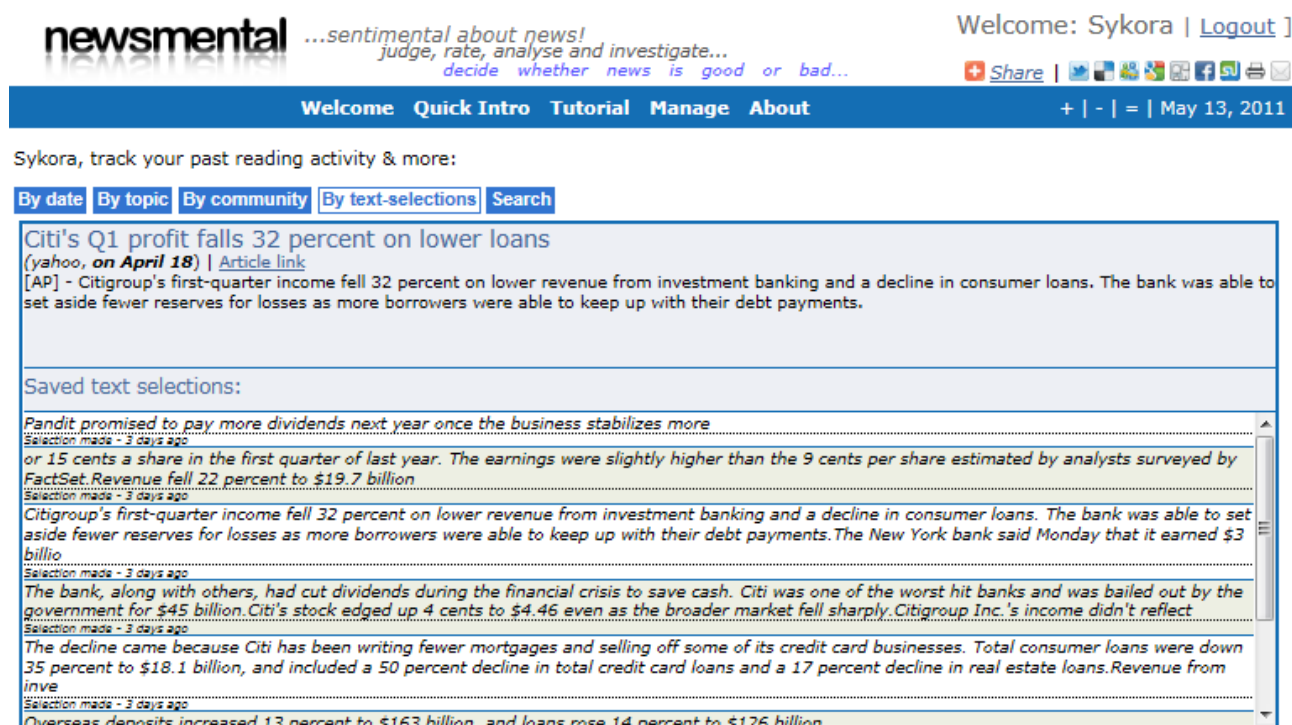 newsmental ...sentimental about news!
judge, rate, analyse and investigate...
decide whether news is good or bad...
Welcome: Sykora | Logout ]
Share |
Welcome Quick Intro Tutorial Manage About
+ | - | = | May 13, 2011
Sykora, track your past reading activity & more:
By date By topic By community By text-selections Search
Citi's Q1 profit falls 32 percent on lower loans
(yahoo, on April 18) | Article link
[AP] - Citigroup's first-quarter income fell 32 percent on lower revenue from investment banking and a decline in consumer loans. The bank was able to
set aside fewer reserves for losses as more borrowers were able to keep up with their debt payments.
Saved text selections:
Pandit promised to pay more dividends next year once the business stabilizes more
Selection made - 3 days ago
or 15 cents a share in the first quarter of last year. The earnings were slightly higher than the 9 cents per share estimated by analysts surveyed by
FactSet.Revenue fell 22 percent to $19.7 billion
Selection made - 3 days ago
Citigroup's first-quarter income fell 32 percent on lower revenue from investment banking and a decline in consumer loans. The bank was able to set
aside fewer reserves for losses as more borrowers were able to keep up with their debt payments.The New York bank said Monday that it earned $3
billio
Selection made - 3 days ago
The bank, along with others, had cut dividends during the financial crisis to save cash. Citi was one of the worst hit banks and was bailed out by the
government for $45 billion.Citi's stock edged up 4 cents to $4.46 even as the broader market fell sharply.Citigroup Inc.'s income didn't reflect
Selection made - 3 days ago
The decline came because Citi has been writing fewer mortgages and selling off some of its credit card businesses. Total consumer loans were down
35 percent to $18.1 billion, and included a 50 percent decline in total credit card loans and a 17 percent decline in real estate loans.Revenue from
inve
Selection made - 3 days ago
Overseas deposits increased 13 percent to $163 billion, and loans rose 14 percent to $126 billion